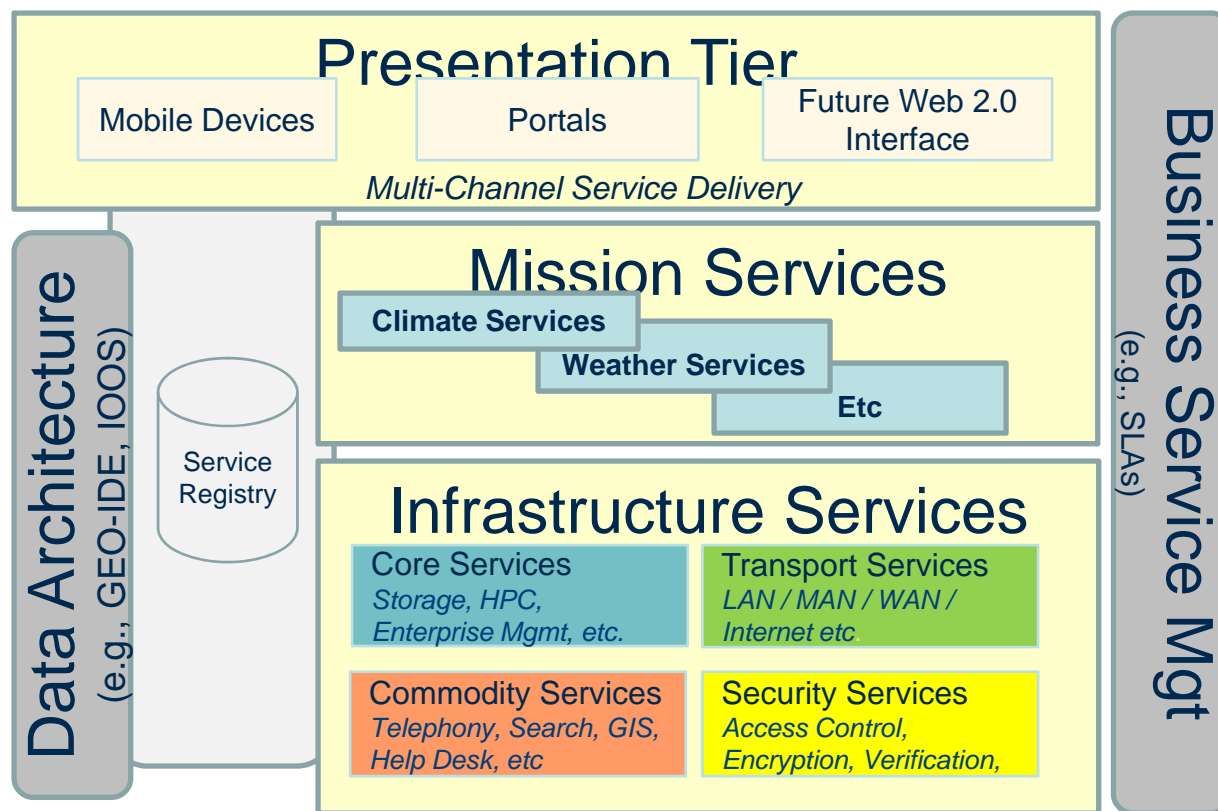 Presentation Tier
Mobile Devices
Portals
Future Web 2.0
Interface
Multi-Channel Service Delivery
Data Architecture
(e.g., GEO-IDE, IOOS)
Service
Registry
Mission Services
Climate Services
Weather Services
Etc
Infrastructure Services
Core Services
Storage, HPC,
Enterprise Mgmt, etc.
Transport Services
LAN / MAN / WAN /
Internet etc.
Commodity Services
Telephony, Search, GIS,
Help Desk, etc
Security Services
Access Control,
Encryption, Verification,
Business Service Mgt
(e.g., SLAs)